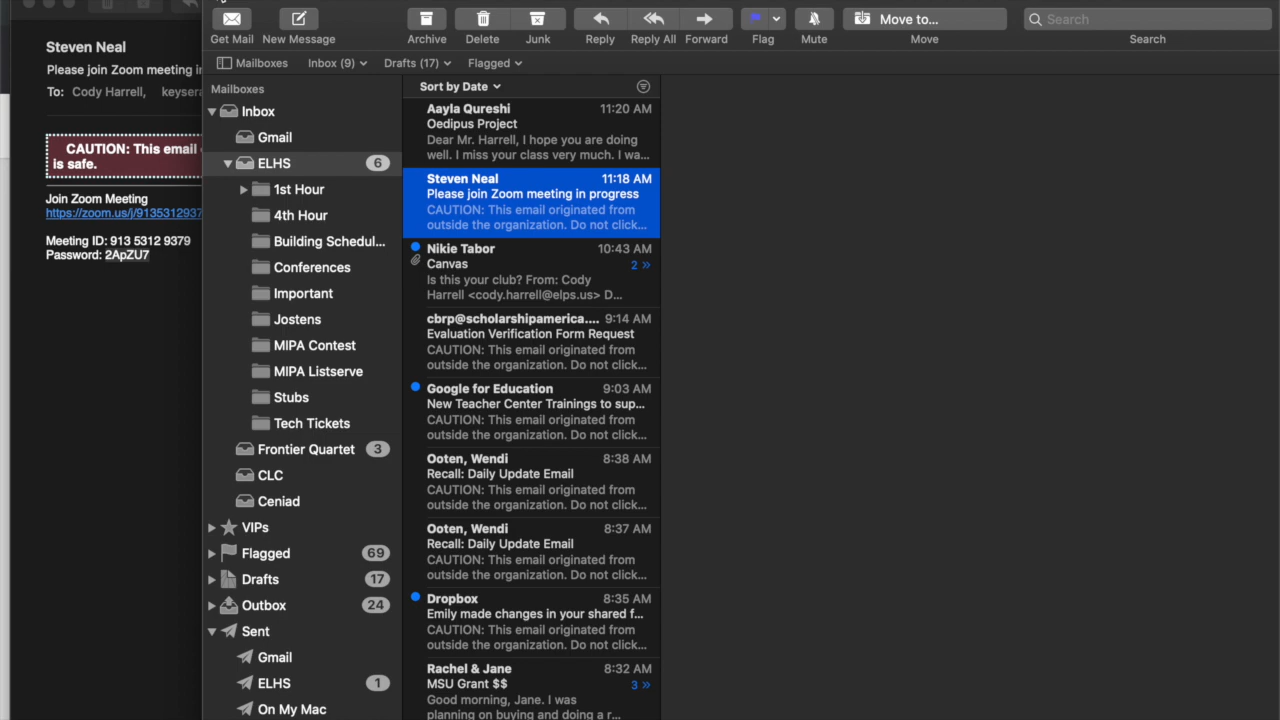 Steven Neal
Please join Zoom meeting in
To: Cody Harrell, keysera
CAUTION: This email
is safe.
Join Zoom Meeting
https://zoom.us/j/9135312937
Meeting ID: 913 5312 9379
Password: 2ApZU7
Get Mail
New Message
Archive
Delete
Junk
Reply
Reply All
Forward
Flag
Mute
Move to...
Move
Search
Search
Mailboxes
Inbox (9)
Drafts (17)
Flagged
Mailboxes
Inbox
Gmail
ELHS 6
1st Hour
4th Hour
Building Schedul...
Conferences
Important
Jostens
MIPA Contest
MIPA Listserve
Stubs
Tech Tickets
Frontier Quartet 3
CLC
Ceniad
VIPs
Flagged 69
Drafts 17
Outbox 24
Sent
Gmail
ELHS 1
On My Mac
Sort by Date
Aayla Qureshi 11:20 AM
Oedipus Project
Dear Mr. Harrell, I hope you are doing
well. I miss your class very much. I wa...
Steven Neal 11:18 AM
Please join Zoom meeting in progress
CAUTION: This email originated from
outside the organization. Do not click...
Nikie Tabor 10:43 AM
Canvas 2 »
Is this your club? From: Cody
Harrell <cody.harrell@elps.us> D...
cbrp@scholarshipamerica.... 9:14 AM
Evaluation Verification Form Request
CAUTION: This email originated from
outside the organization. Do not click...
Google for Education 9:03 AM
New Teacher Center Trainings to sup...
CAUTION: This email originated from
outside the organization. Do not click...
Ooten, Wendi 8:38 AM
Recall: Daily Update Email
CAUTION: This email originated from
outside the organization. Do not click...
Ooten, Wendi 8:37 AM
Recall: Daily Update Email
CAUTION: This email originated from
outside the organization. Do not click...
Dropbox 8:35 AM
Emily made changes in your shared f...
CAUTION: This email originated from
outside the organization. Do not click...
Rachel & Jane 8:32 AM
MSU Grant $$ 3 »
Good morning, Jane. I was
planning on buying and doing a r...